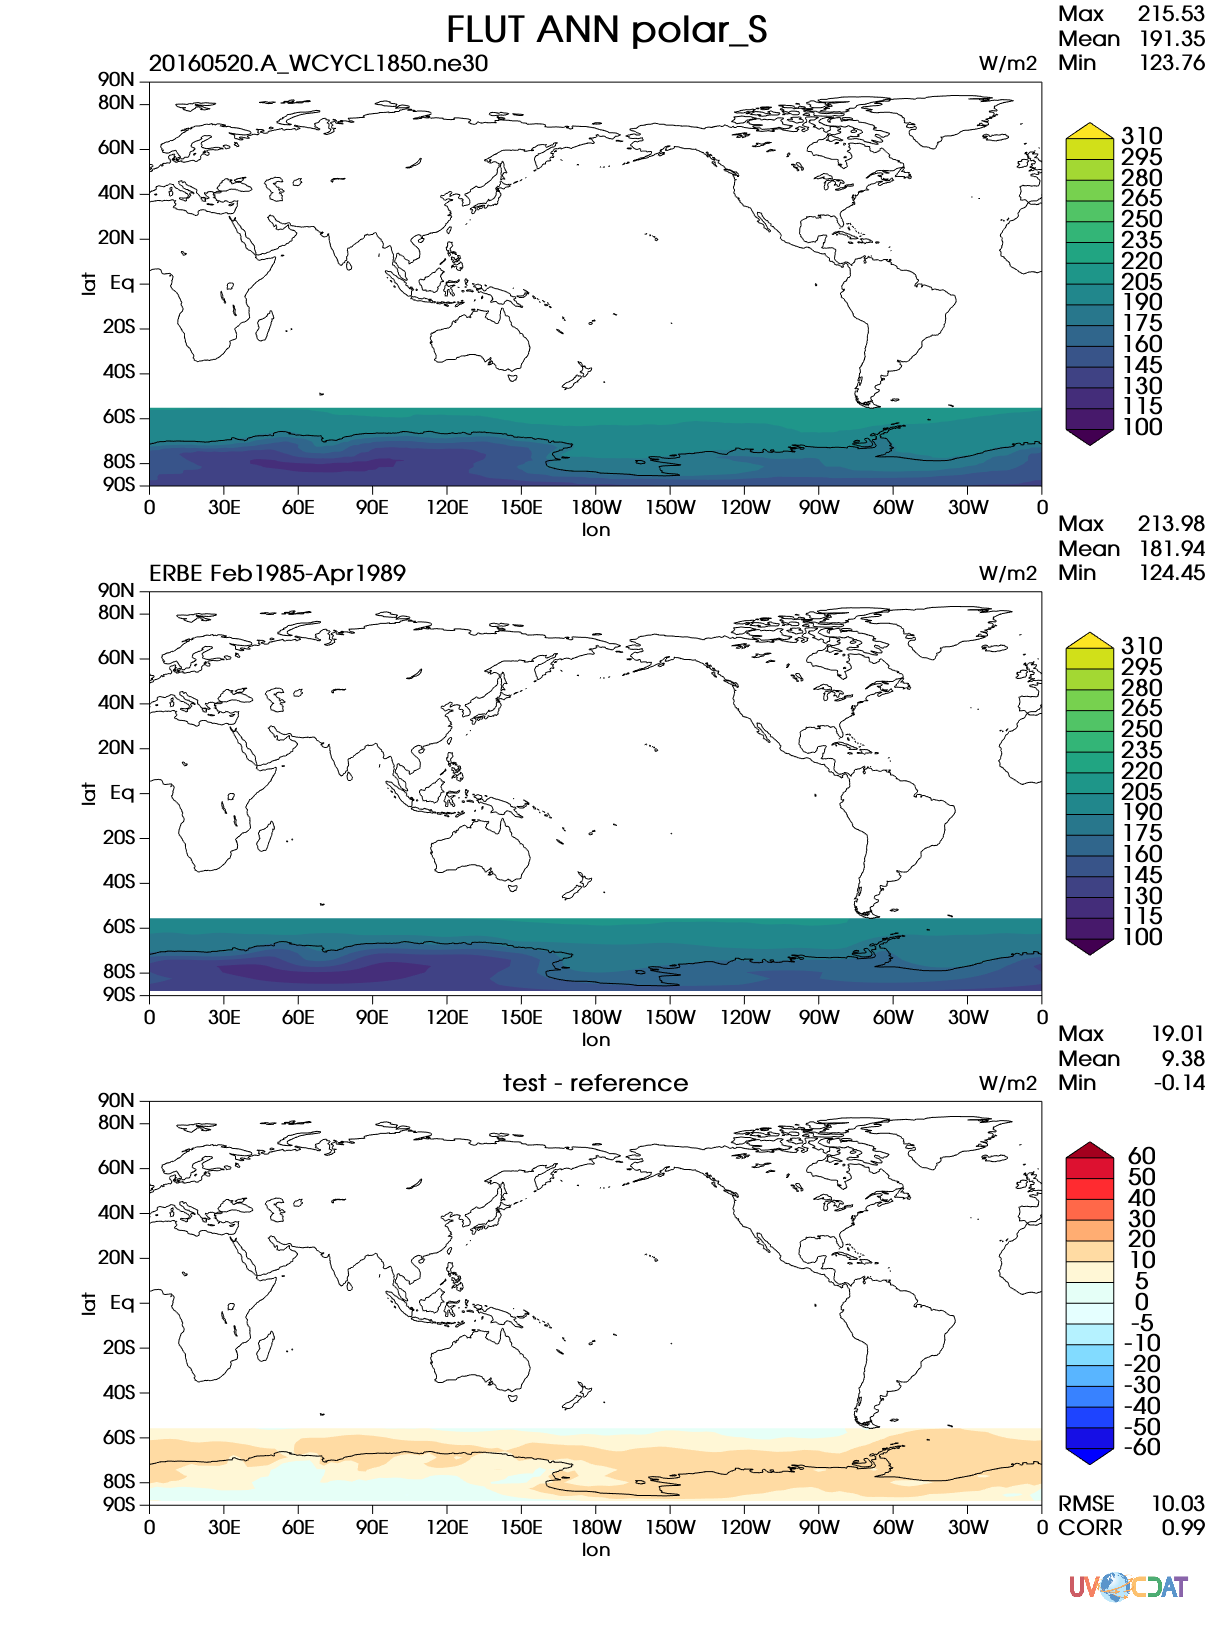 FLUT ANN polar_S
Max 215.53
Mean 191.35
Min 123.76
20160520.A_WCYCL1850.ne30 W/m2
90N
80N
60N
40N
20N
Eq
20S
40S
60S
80S
90S
lat
0 30E 60E 90E 120E 150E 180W 150W 120W 90W 60W 30W 0
lon
310
295
280
265
250
235
220
205
190
175
160
145
130
115
100
Max 213.98
Mean 181.94
Min 124.45
ERBE Feb1985-Apr1989 W/m2
90N
80N
60N
40N
20N
Eq
20S
40S
60S
80S
90S
lat
0 30E 60E 90E 120E 150E 180W 150W 120W 90W 60W 30W 0
lon
310
295
280
265
250
235
220
205
190
175
160
145
130
115
100
Max 19.01
Mean 9.38
Min -0.14
test - reference W/m2
90N
80N
60N
40N
20N
Eq
20S
40S
60S
80S
90S
lat
0 30E 60E 90E 120E 150E 180W 150W 120W 90W 60W 30W 0
lon
60
50
40
30
20
10
5
0
-5
-10
-20
-30
-40
-50
-60
RMSE 10.03
CORR 0.99
UV CDAT